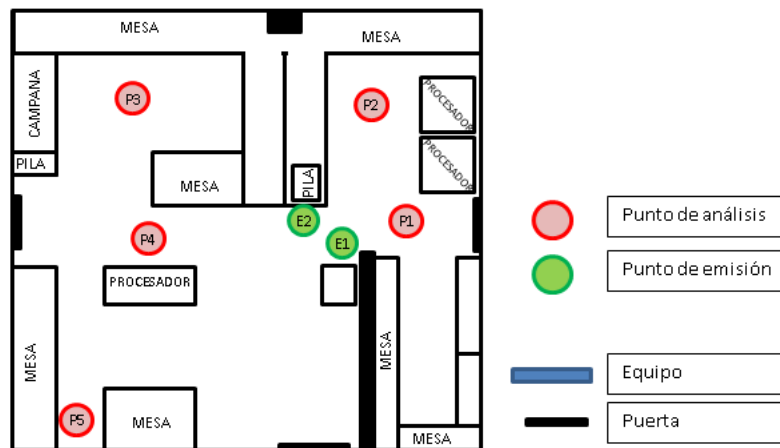 MESA
MESA
CAMPANA
P3
P2
PROCESADOR
PROCESADOR
PILA
MESA
PILA
E2
P1
P4
E1
PROCESADOR
MESA
MESA
P5
MESA
MESA
Punto de análisis
Punto de emisión
Equipo
Puerta